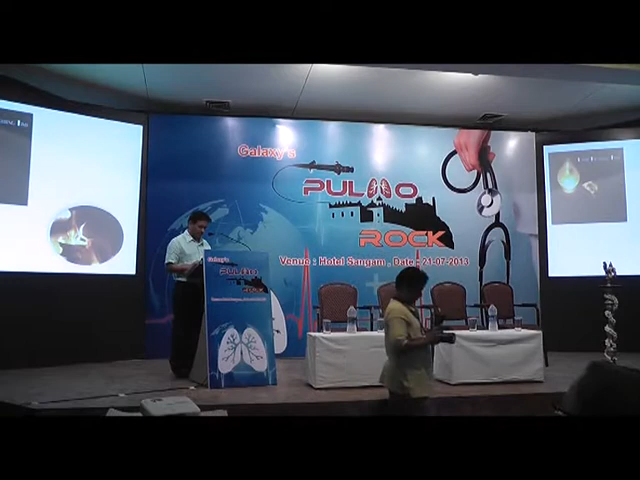 Galaxy's
PULMO
ROCK
Venue : Hotel Sangam, Date : 21-07-2013
Galaxy's
PULMO
ROCK